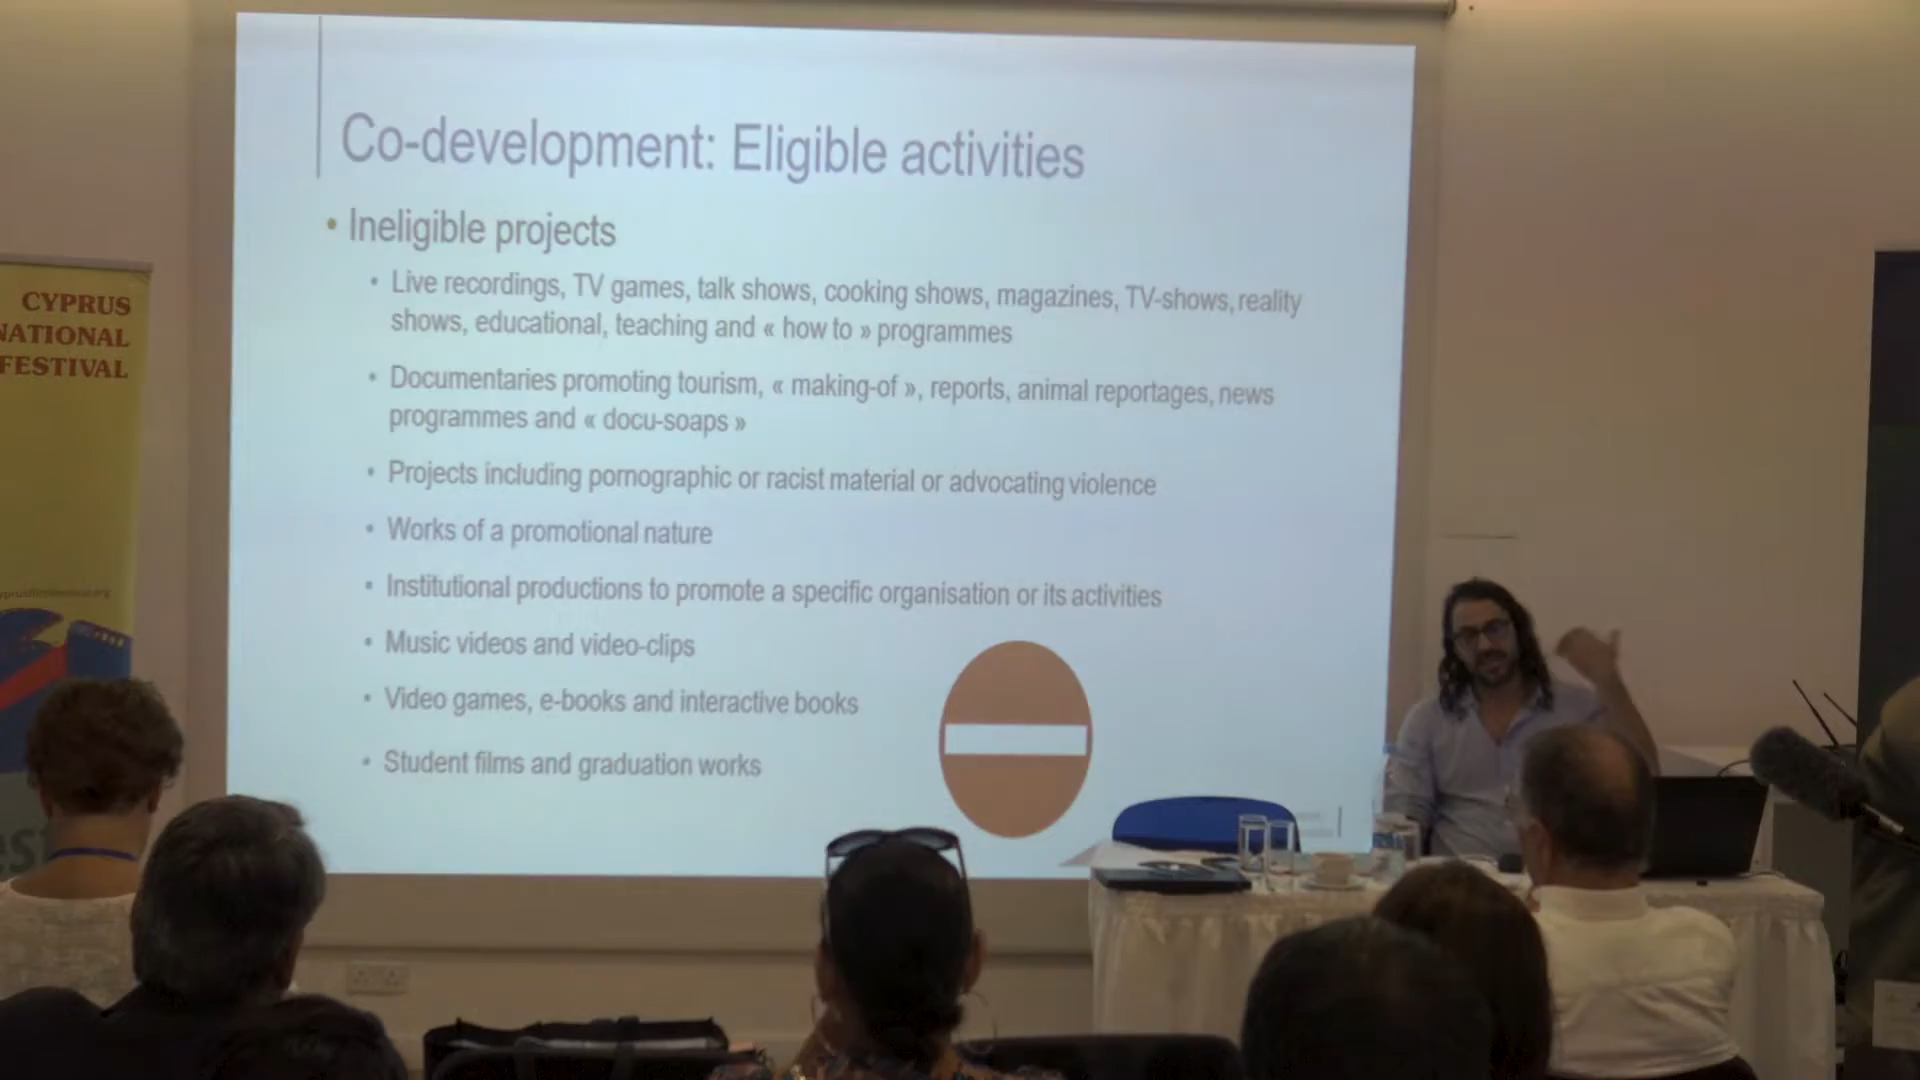 Co-development: Eligible activities
• Ineligible projects
• Live recordings, TV games, talk shows, cooking shows, magazines, TV-shows, reality
shows, educational, teaching and « how to » programmes
• Documentaries promoting tourism, « making-of », reports, animal reportages, news
programmes and « docu-soaps »
• Projects including pornographic or racist material or advocating violence
• Works of a promotional nature
• Institutional productions to promote a specific organisation or its activities
• Music videos and video-clips
• Video games, e-books and interactive books
• Student films and graduation works
CYPRUS
NATIONAL
FESTIVAL